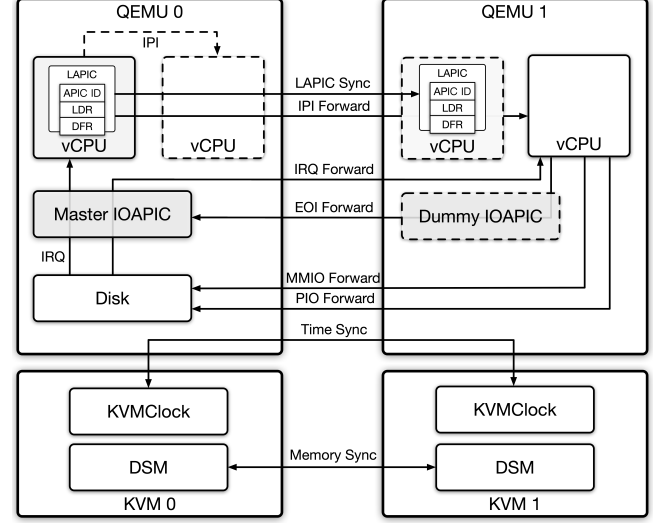 QEMU 0
QEMU 1
IPI
LAPIC
APIC ID
LDR
DFR
vCPU
vCPU
LAPIC Sync
IPI Forward
LAPIC
APIC ID
LDR
DFR
vCPU
vCPU
IRQ Forward
Master IOAPIC
EOI Forward
Dummy IOAPIC
IRQ
Disk
MMIO Forward
PIO Forward
Time Sync
KVMClock
KVMClock
DSM
Memory Sync
DSM
KVM 0
KVM 1